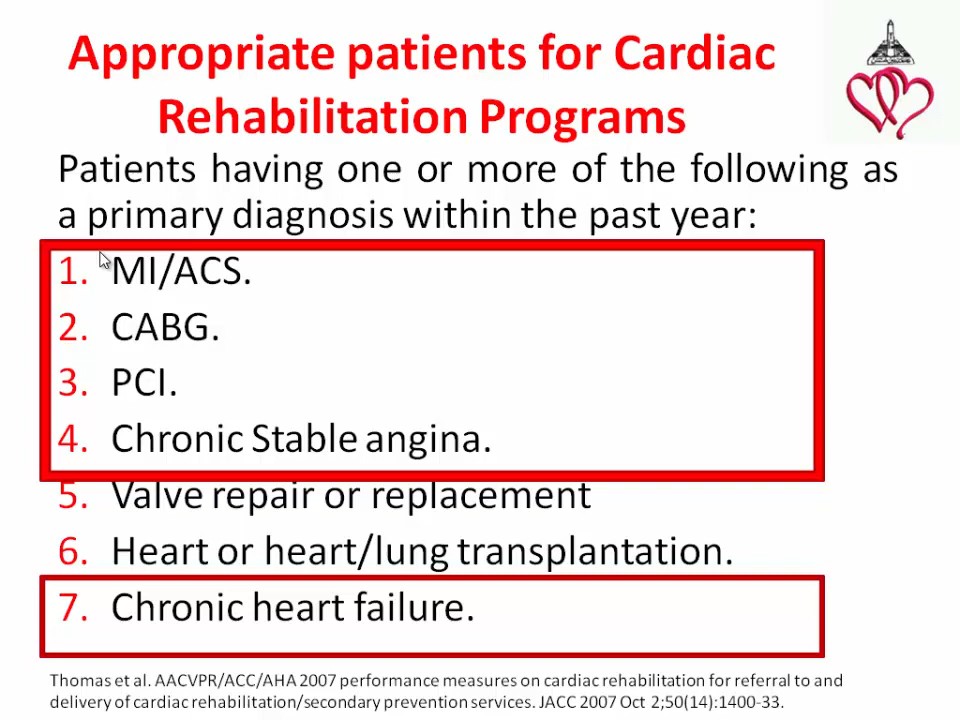 Appropriate patients for Cardiac
Rehabilitation Programs
Patients having one or more of the following as
a primary diagnosis within the past year:
1. MI/ACS.
2. CABG.
3. PCI.
4. Chronic Stable angina.
5. Valve repair or replacement
6. Heart or heart/lung transplantation.
7. Chronic heart failure.
Thomas et al. AACVPR/ACC/AHA 2007 performance measures on cardiac rehabilitation for referral to and
delivery of cardiac rehabilitation/secondary prevention services. JACC 2007 Oct 2;50(14):1400-33.